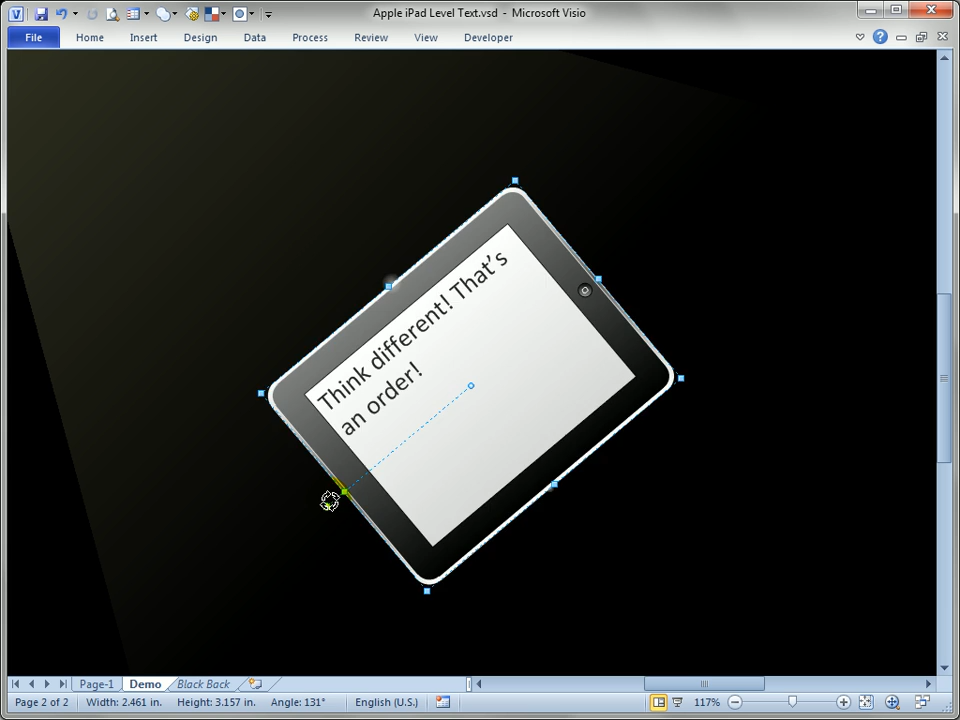 Apple iPad Level Text.vsd - Microsoft Visio
File Home Insert Design Data Process Review View Developer
Think different! That's
an order!
Page-1 Demo Black Back
Page 2 of 2 Width: 2.461 in. Height: 3.157 in. Angle: 131° English (U.S.) 117%